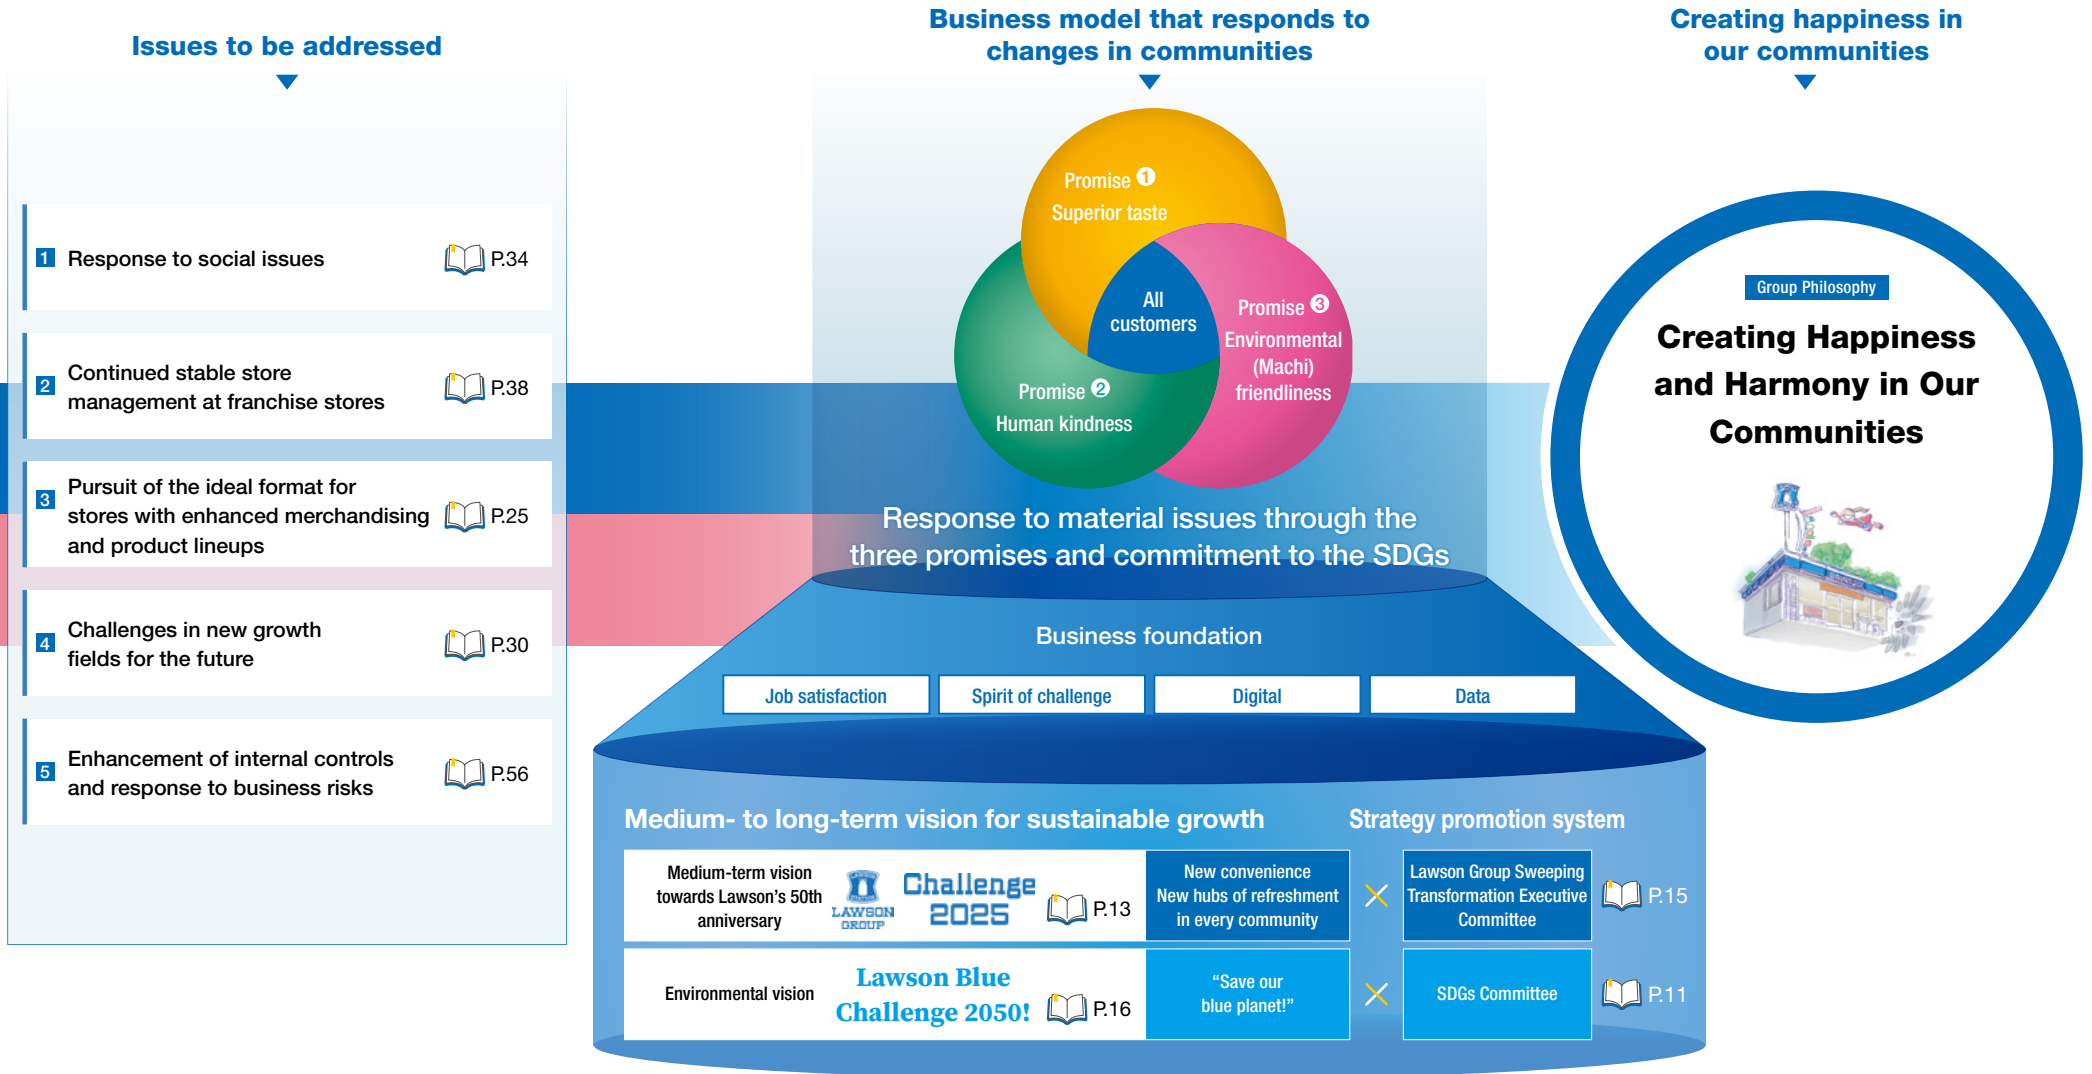 Issues to be addressed
1 Response to social issues P.34
2 Continued stable store
management at franchise stores P.38
3 Pursuit of the ideal format for
stores with enhanced merchandising
and product lineups P.25
4 Challenges in new growth
fields for the future P.30
5 Enhancement of internal controls
and response to business risks P.56
Business model that responds to
changes in communities
Promise 1
Superior taste
All
customers
Promise 3
Environmental
(Machi)
friendliness
Promise 2
Human kindness
Response to material issues through the
three promises and commitment to the SDGs
Business foundation
Job satisfaction
Spirit of challenge
Digital
Data
Medium- to long-term vision for sustainable growth
Strategy promotion system
Medium-term vision
towards Lawson's 50th
anniversary
LAWSON
GROUP
Challenge
2025
P.13
New convenience
New hubs of refreshment
in every community
Lawson Group Sweeping
Transformation Executive
Committee
P.15
Environmental vision
Lawson Blue
Challenge 2050!
P.16
“Save our
blue planet!”
SDGs Committee
P.11
Creating happiness in
our communities
Group Philosophy
Creating Happiness
and Harmony in Our
Communities